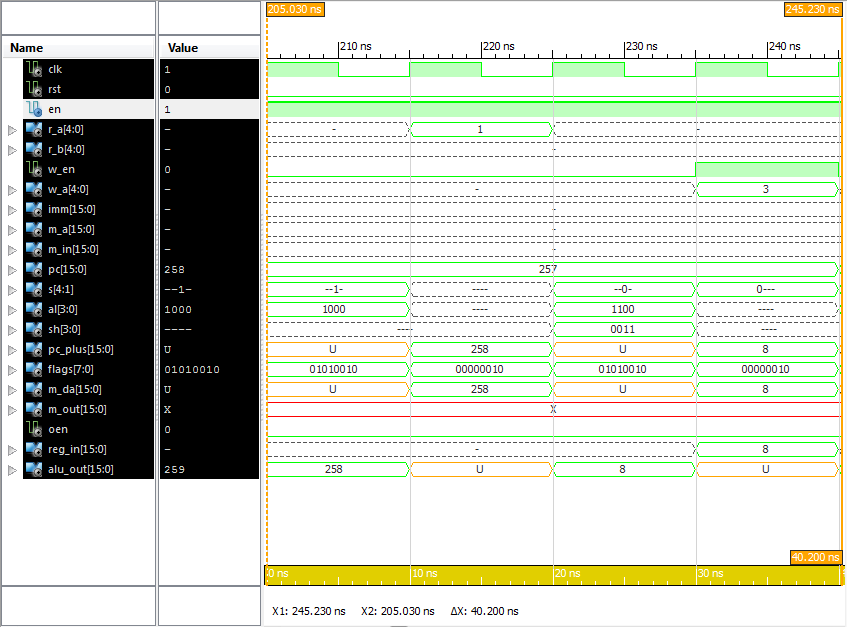 205.030 ns 245.230 ns
Name Value 210 ns 220 ns 230 ns 240 ns
clk 1
rst 0
en 1
r_a[4:0] - - 1 -
r_b[4:0] - -
w_en 0
w_a[4:0] - - 3
imm[15:0] - -
m_a[15:0] - -
m_in[15:0] - -
pc[15:0] 258 257
s[4:1] --1- --1- ---- --0- 0---
al[3:0] 1000 1000 ---- 1100 ----
sh[3:0] ---- ---- 0011 ----
pc_plus[15:0] U U 258 U 8
flags[7:0] 01010010 01010010 00000010 01010010 00000010
m_da[15:0] U U 258 U 8
m_out[15:0] X X
oen 0
reg_in[15:0] - - 8
alu_out[15:0] 259 258 U 8 U
40.200 ns
0 ns 10 ns 20 ns 30 ns
X1: 245.230 ns X2: 205.030 ns ΔX: 40.200 ns